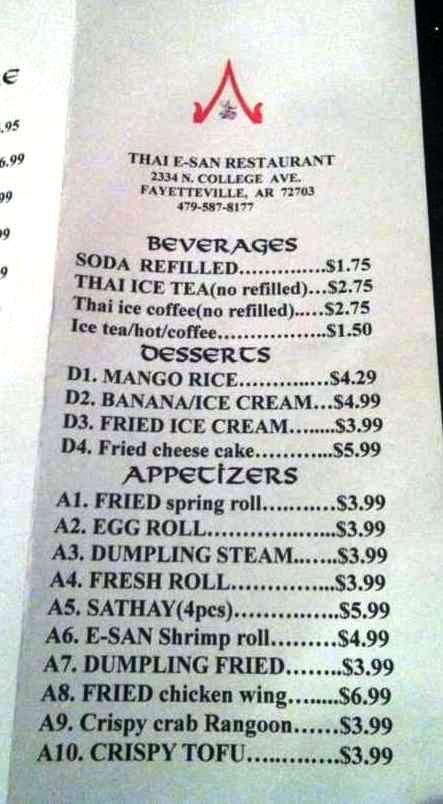 E
.95
6.99
99
99
9
THAI E-SAN RESTAURANT
2334 N. COLLEGE AVE.
FAYETTEVILLE, AR 72703
479-587-8177
BEVERAGES
SODA REFILLED..............$1.75
THAI ICE TEA(no refilled)...$2.75
Thai ice coffee(no refilled).....$2.75
Ice tea/hot/coffee.................$1.50
DESSERTS
D1. MANGO RICE..............$4.29
D2. BANANA/ICE CREAM...$4.99
D3. FRIED ICE CREAM........$3.99
D4. Fried cheese cake............$5.99
APPETIZERS
A1. FRIED spring roll............$3.99
A2. EGG ROLL....................$3.99
A3. DUMPLING STEAM.......$3.99
A4. FRESH ROLL................$3.99
A5. SATHAY(4pcs)................$5.99
A6. E-SAN Shrimp roll.........$4.99
A7. DUMPLING FRIED........$3.99
A8. FRIED chicken wing........$6.99
A9. Crispy crab Rangoon......$3.99
A10. CRISPY TOFU..............$3.99